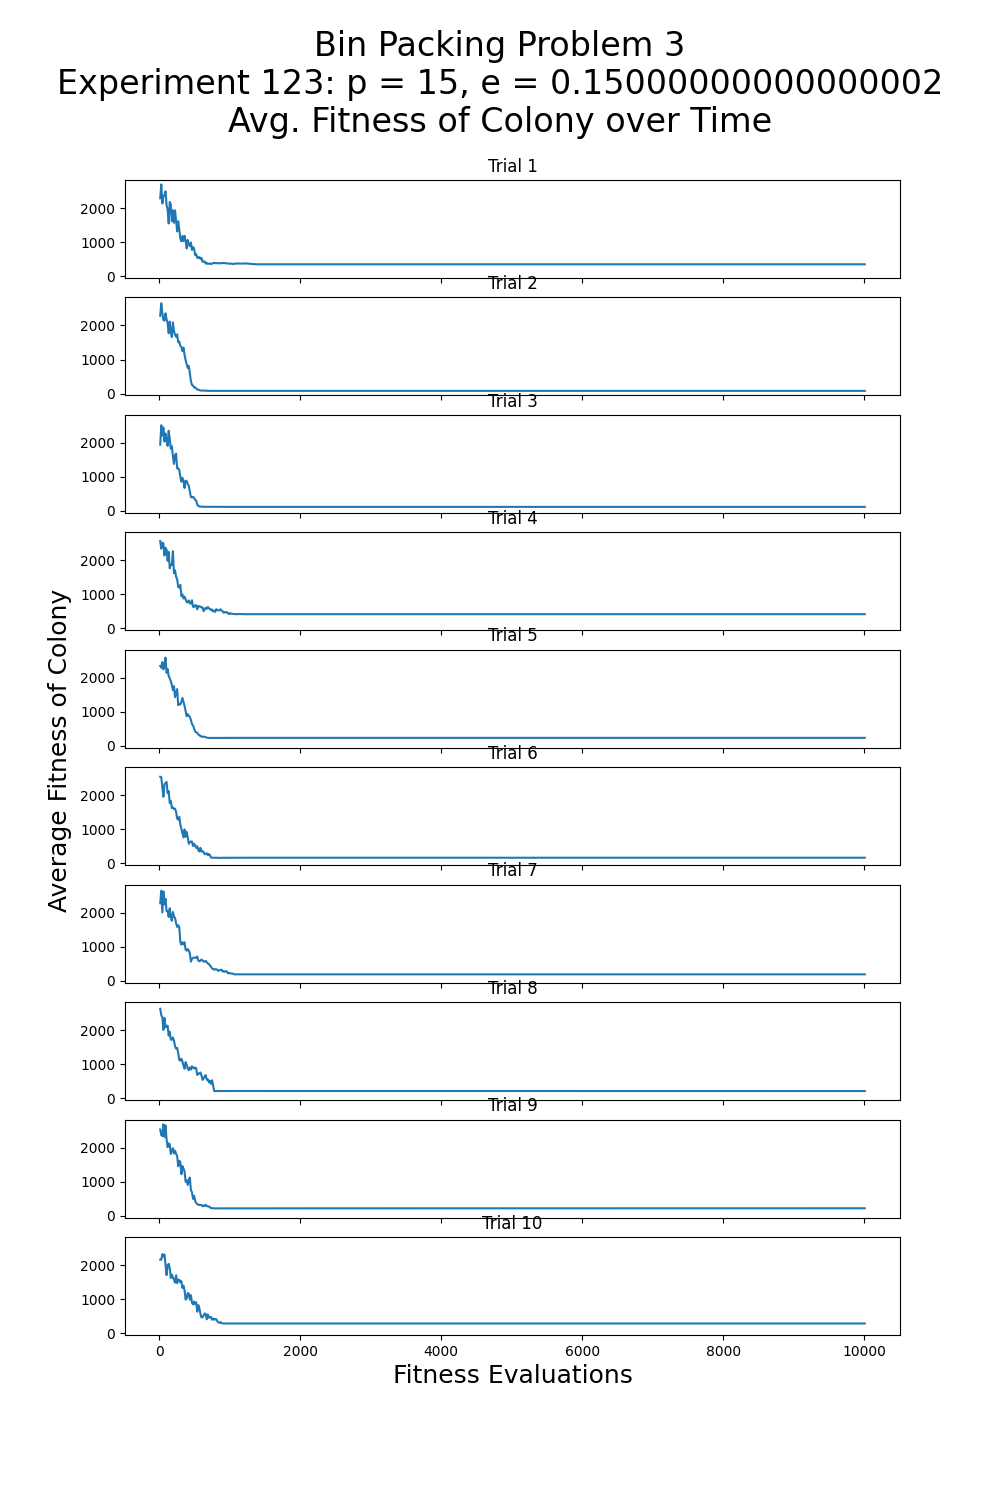 Bin Packing Problem 3
Experiment 123: p = 15, e = 0.15000000000000002
Avg. Fitness of Colony over Time
Trial 1
2000
1000
0
Trial 2
2000
1000
0
Trial 3
2000
1000
0
Trial 4
2000
1000
0
Trial 5
2000
1000
0
Trial 6
2000
1000
0
Trial 7
2000
1000
0
Trial 8
2000
1000
0
Trial 9
2000
1000
0
Trial 10
2000
1000
0
0 2000 4000 6000 8000 10000
Fitness Evaluations
Average Fitness of Colony